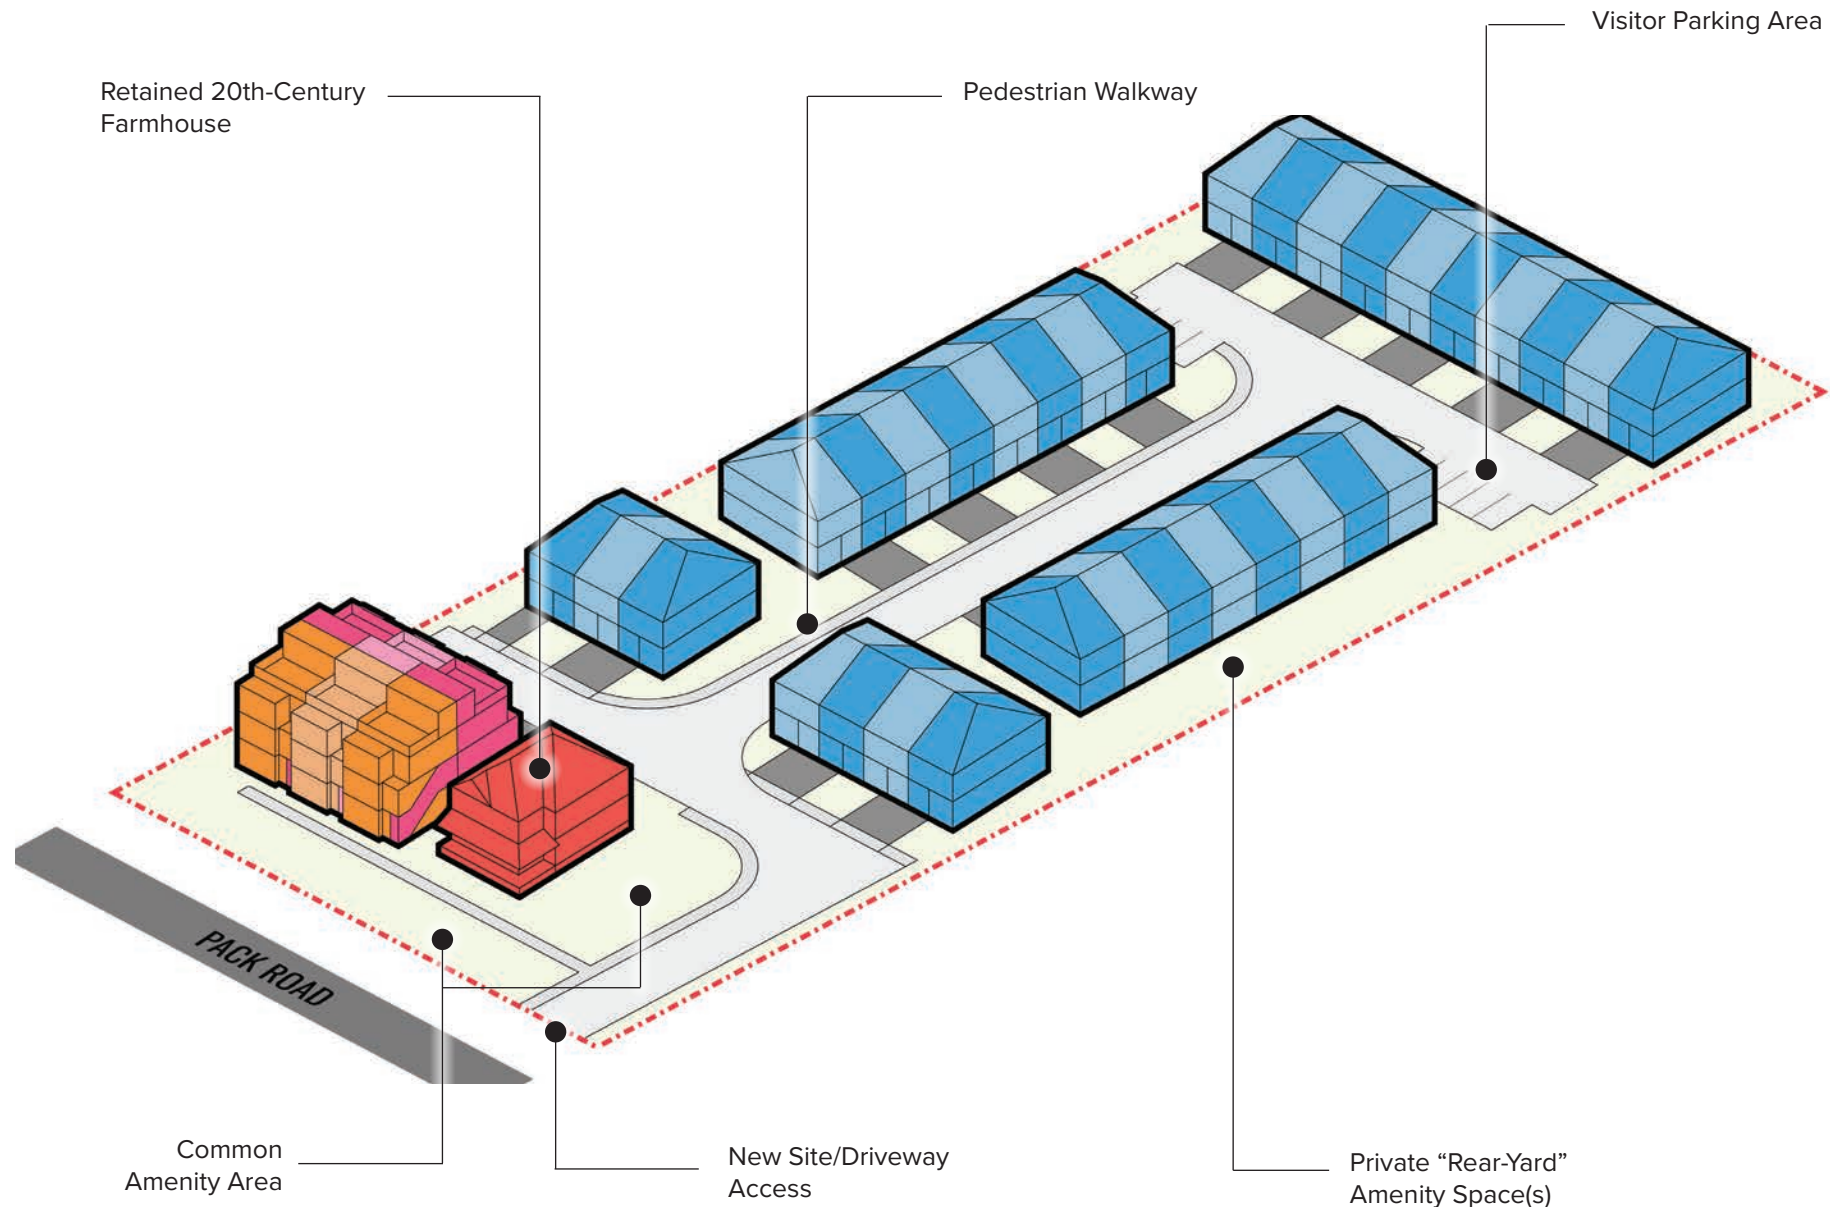 Visitor Parking Area
Retained 20th-Century
Farmhouse
Pedestrian Walkway
PACK ROAD
Common
Amenity Area
New Site/Driveway
Access
Private “Rear-Yard”
Amenity Space(s)